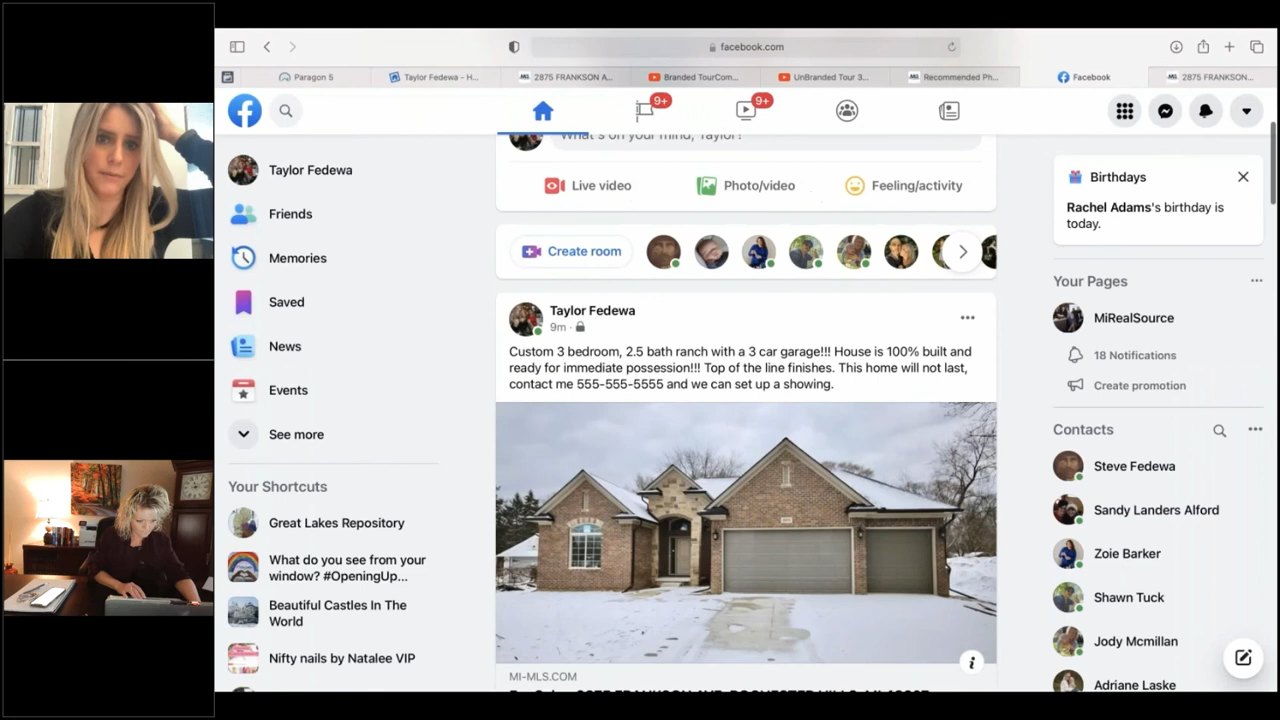 facebook.com
Paragon 5
Taylor Fedewa - H...
2875 FRANKSON A...
Branded TourCom...
UnBranded Tour 3...
Recommended Ph...
Facebook
2875 FRANKSON...
9+
9+
What's on your mind, Taylor?
Live video
Photo/video
Feeling/activity
Create room
Taylor Fedewa
Friends
Memories
Saved
News
Events
See more
Your Shortcuts
Great Lakes Repository
What do you see from your
window? #OpeningUp...
Beautiful Castles In The
World
Nifty nails by Natalee VIP
Taylor Fedewa
9m
Custom 3 bedroom, 2.5 bath ranch with a 3 car garage!!! House is 100% built and
ready for immediate possession!!! Top of the line finishes. This home will not last,
contact me 555-555-5555 and we can set up a showing.
MI-MLS.COM
Birthdays
Rachel Adams's birthday is
today.
Your Pages
MiRealSource
18 Notifications
Create promotion
Contacts
Steve Fedewa
Sandy Landers Alford
Zoie Barker
Shawn Tuck
Jody Mcmillan
Adriane Laske